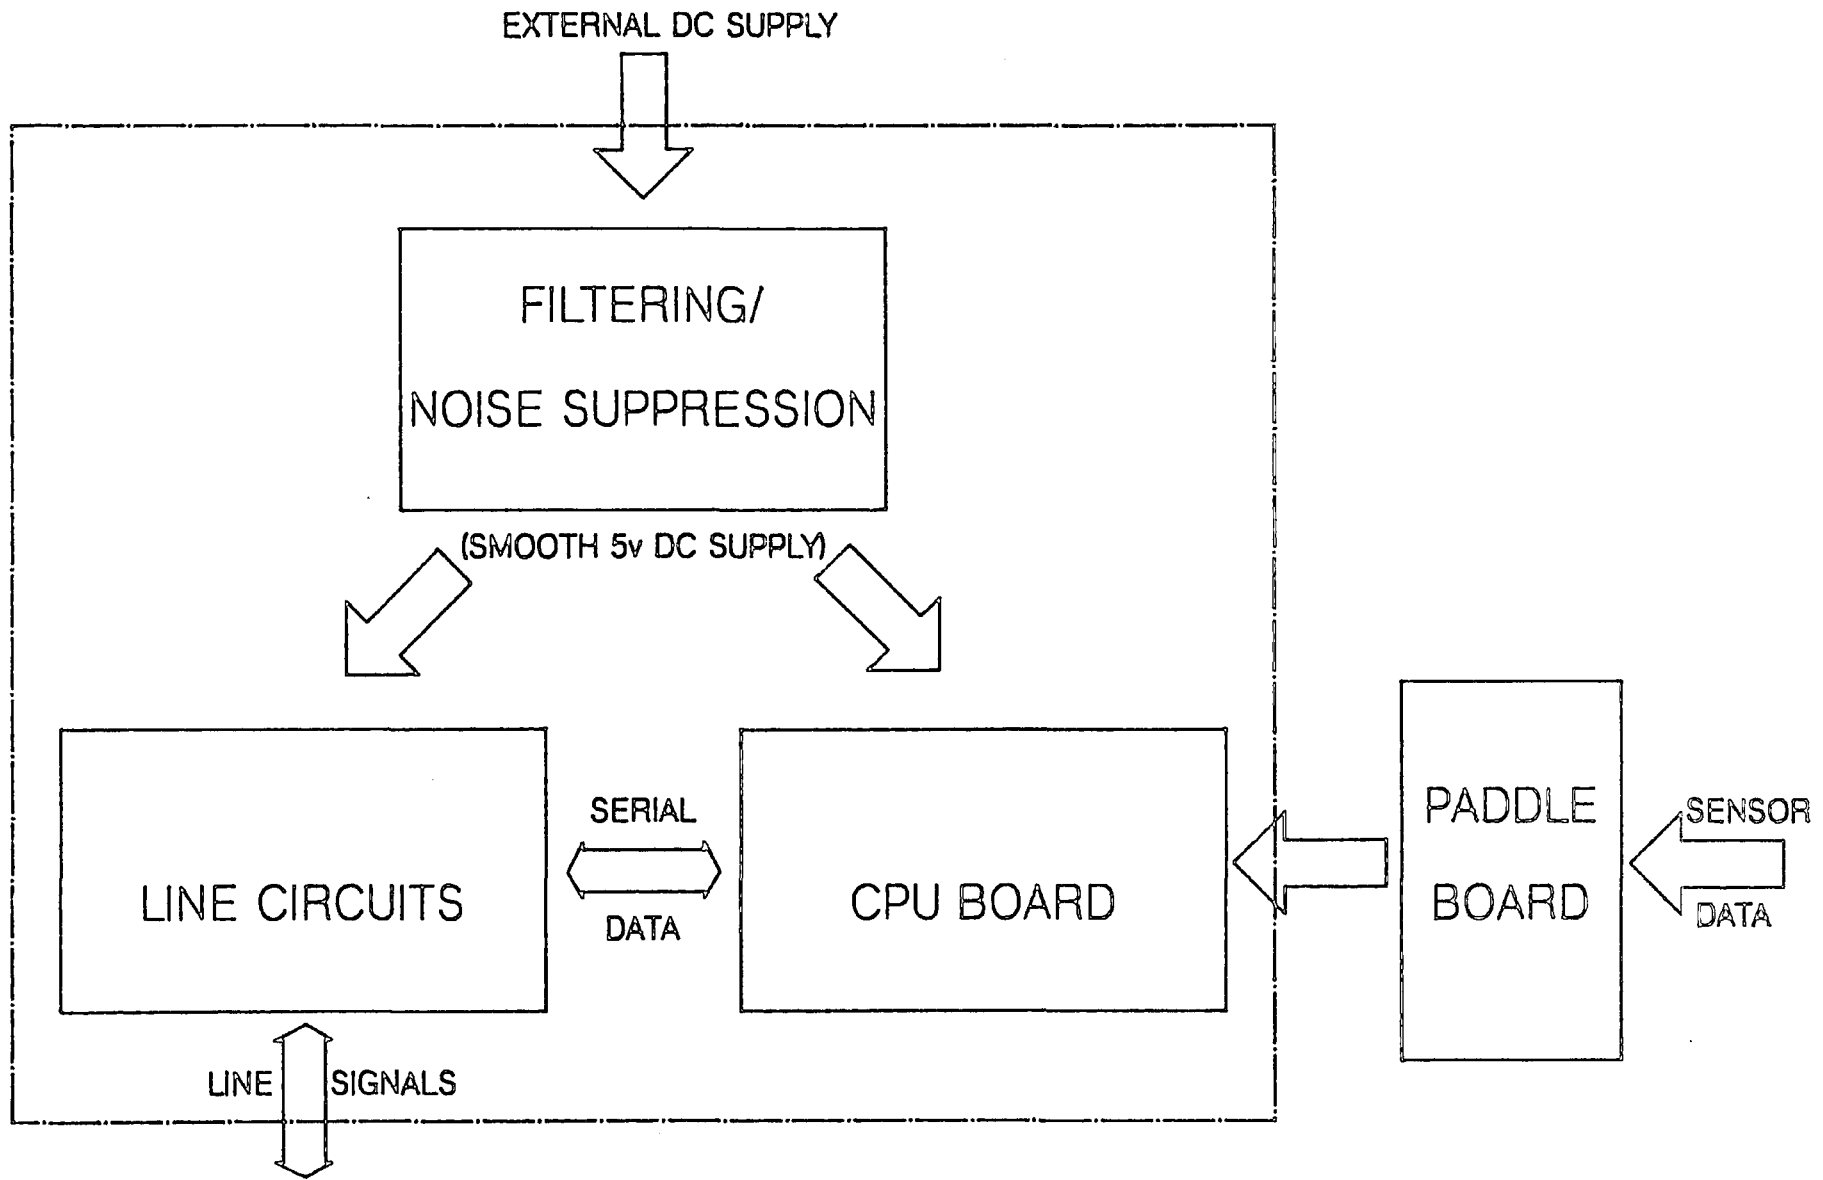 EXTERNAL DC SUPPLY
FILTERING/
NOISE SUPPRESSION
(SMOOTH 5v DC SUPPLY)
SERIAL
DATA
LINE CIRCUITS
CPU BOARD
PADDLE
BOARD
SENSOR
DATA
LINE SIGNALS